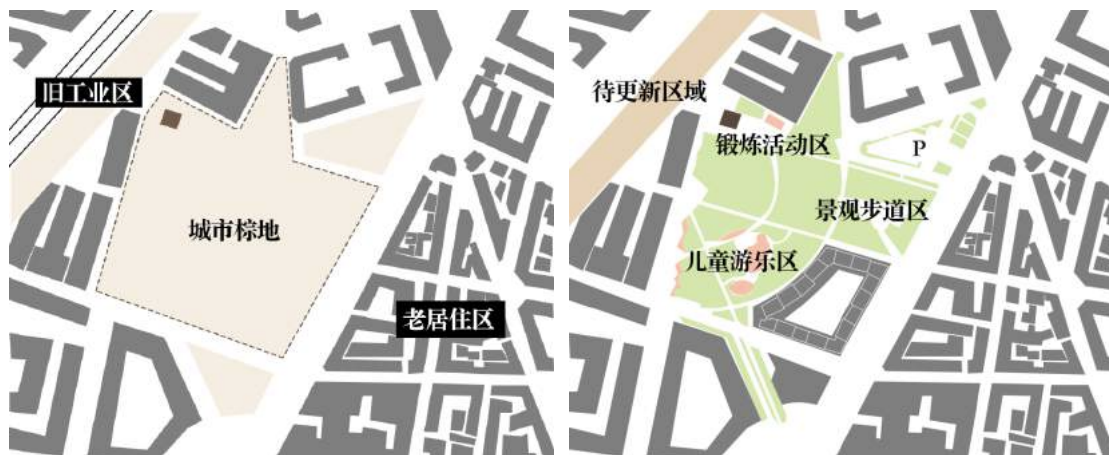 旧工业区
城市棕地
老居住区
待更新区域
锻炼活动区
P
景观步道区
儿童游乐区